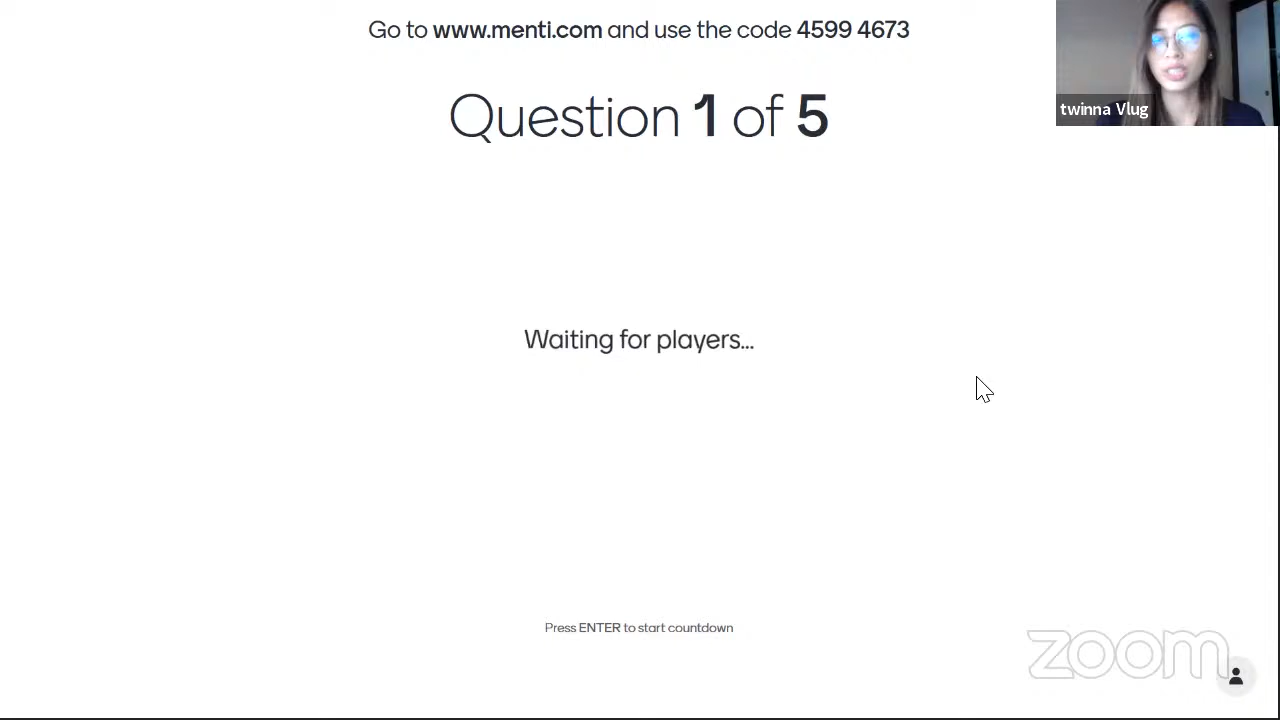 Go to www.menti.com and use the code 4599 4673
Question 1 of 5
twinna Vlug
Waiting for players...
Press ENTER to start countdown
zoom